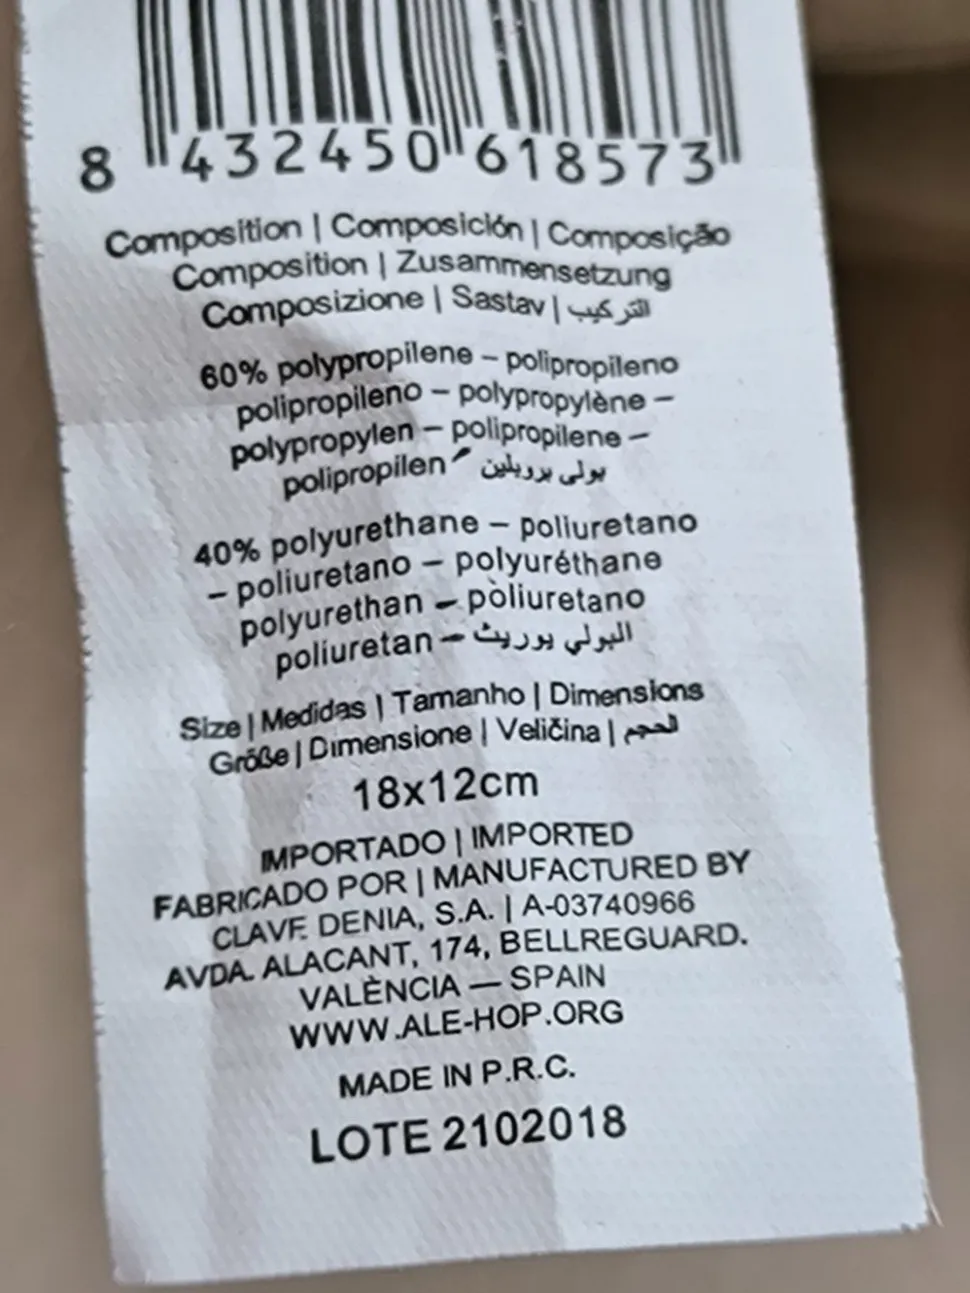 8 432450 618573
Composition | Composición | Composição
Composition | Zusammensetzung
Composizione | Sastav | التركيب
60% polypropilene – polipropileno
polipropileno – polypropylène –
polypropylen – polipropilene –
polipropilen – بولي بروبلين
40% polyurethane – poliuretano
– poliuretano – polyuréthane
polyurethan – poliuretano
poliuretan – البولي يوريث
Size | Medidas | Tamanho | Dimensions
Größe | Dimensione | Veličina | الحجم
18x12cm
IMPORTADO | IMPORTED
FABRICADO POR | MANUFACTURED BY
CLAVE DENIA, S.A. | A-03740966
AVDA. ALACANT, 174, BELLREGUARD.
VALÈNCIA — SPAIN
WWW.ALE-HOP.ORG
MADE IN P.R.C.
LOTE 2102018